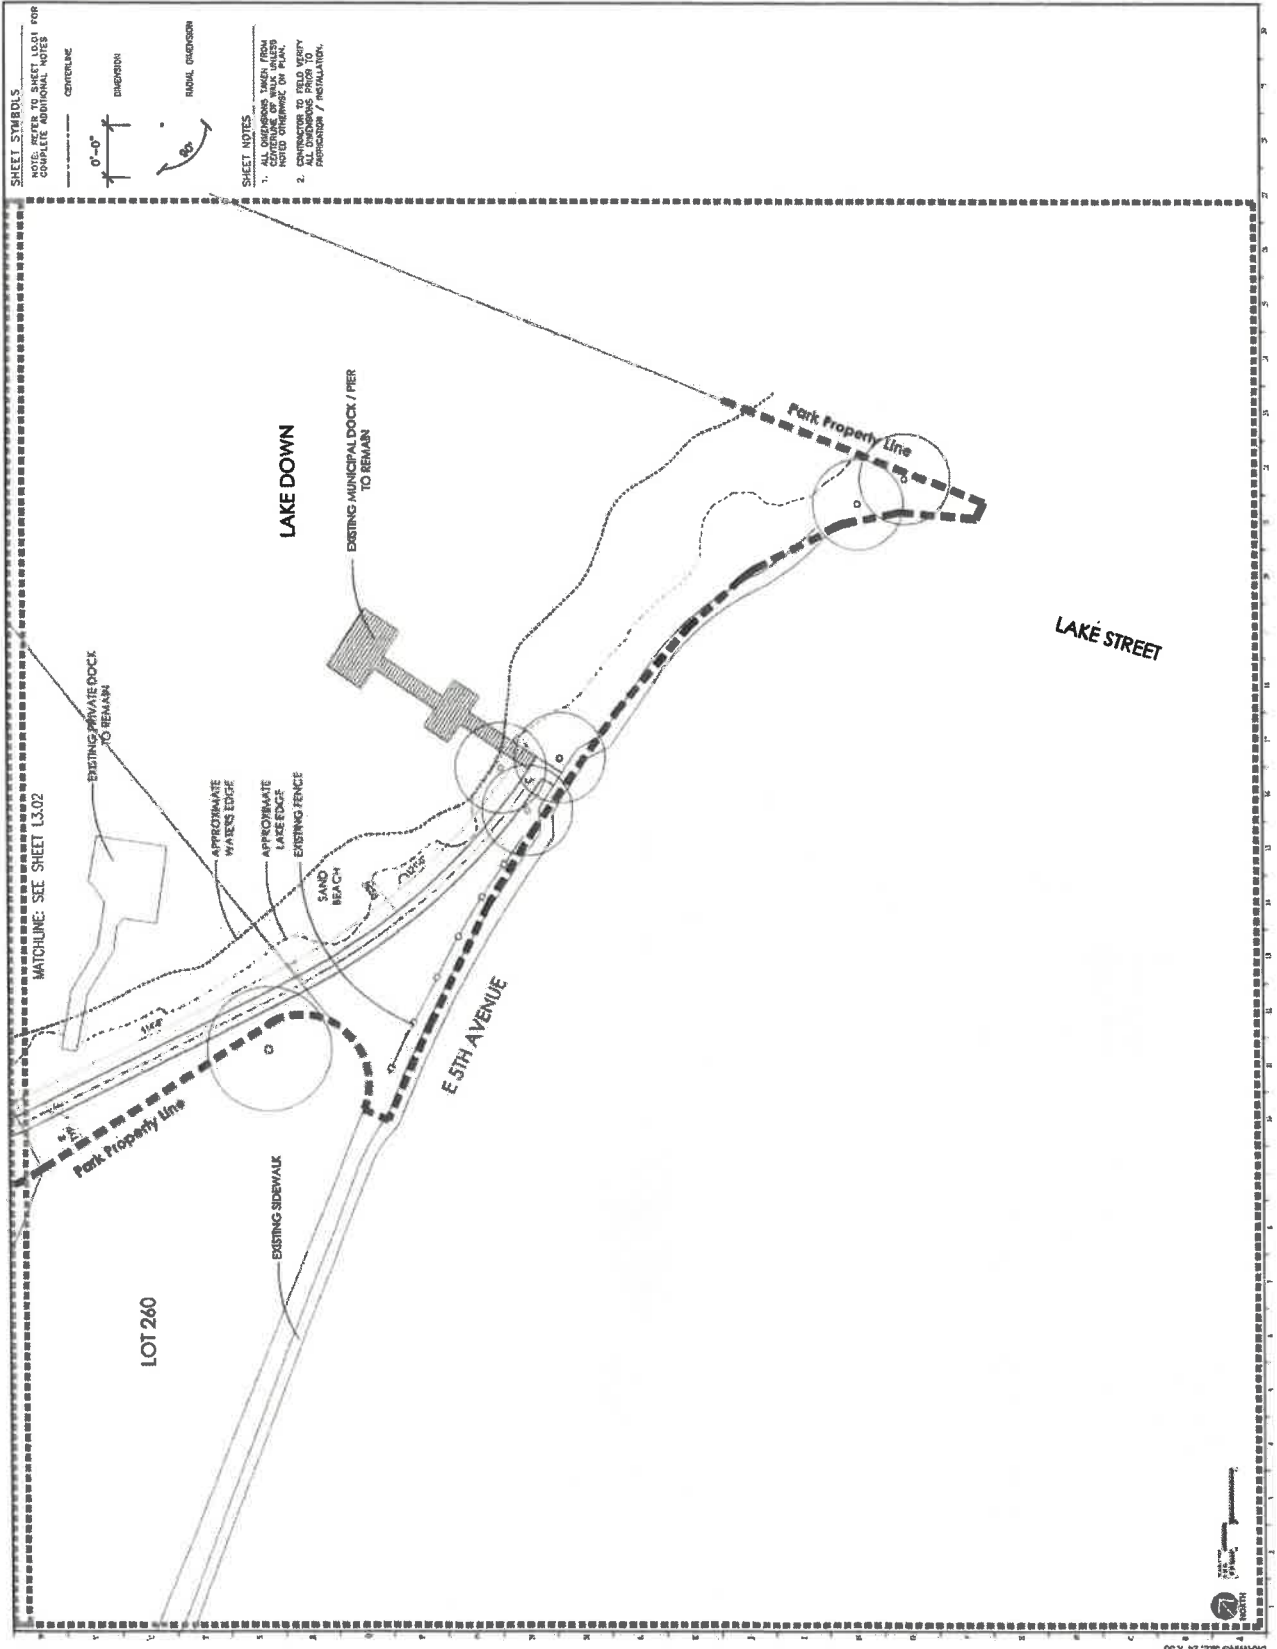 SHEET SYMBOLS
NOTE: REFER TO SHEET L0.01 FOR
COMPLETE ADDITIONAL NOTES
CENTERLINE
0'-0"
DIMENSION
90°
RADIAL DIMENSION
SHEET NOTES
1. ALL DIMENSIONS TAKEN FROM
CENTERLINE OF WALK UNLESS
NOTED OTHERWISE ON PLAN.
2. CONTRACTOR TO FIELD VERIFY
ALL DIMENSIONS PRIOR TO
FABRICATION / INSTALLATION.
MATCHLINE: SEE SHEET L3.02
EXISTING PRIVATE DOCK
TO REMAIN
LAKE DOWN
EXISTING MUNICIPAL DOCK / PIER
TO REMAIN
APPROXIMATE
WATERS EDGE
APPROXIMATE
LAKE EDGE
EXISTING FENCE
SAND
BEACH
Park Property Line
LAKE STREET
E 5TH AVENUE
Park Property Line
EXISTING SIDEWALK
LOT 260
NORTH